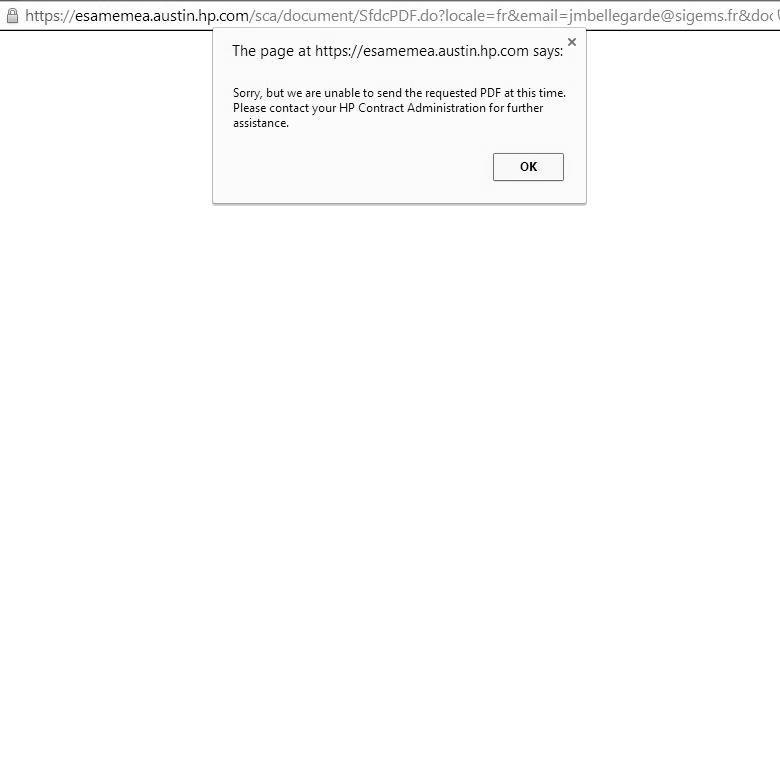 https://esamemea.austin.hp.com/sca/document/SfdcPDF.do?locale=fr&email=jmbellegarde@sigems.fr&doc
The page at https://esamemea.austin.hp.com says:
Sorry, but we are unable to send the requested PDF at this time.
Please contact your HP Contract Administration for further
assistance.
OK